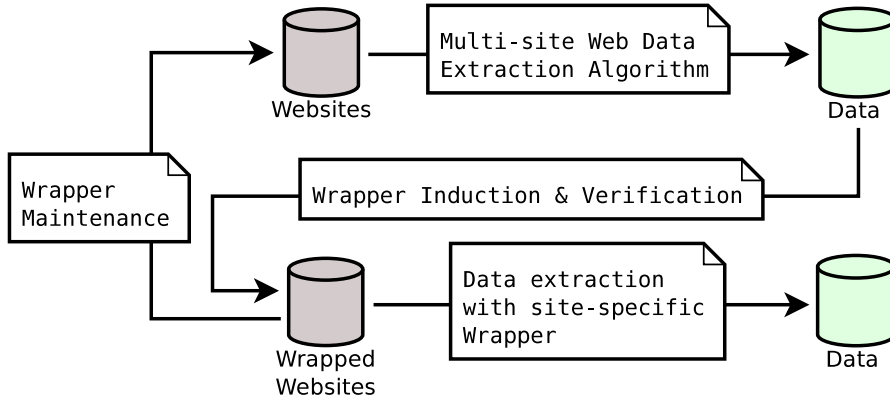 Multi-site Web Data
Extraction Algorithm
Websites
Data
Wrapper
Maintenance
Wrapper Induction & Verification
Data extraction
with site-specific
Wrapper
Wrapped
Websites
Data